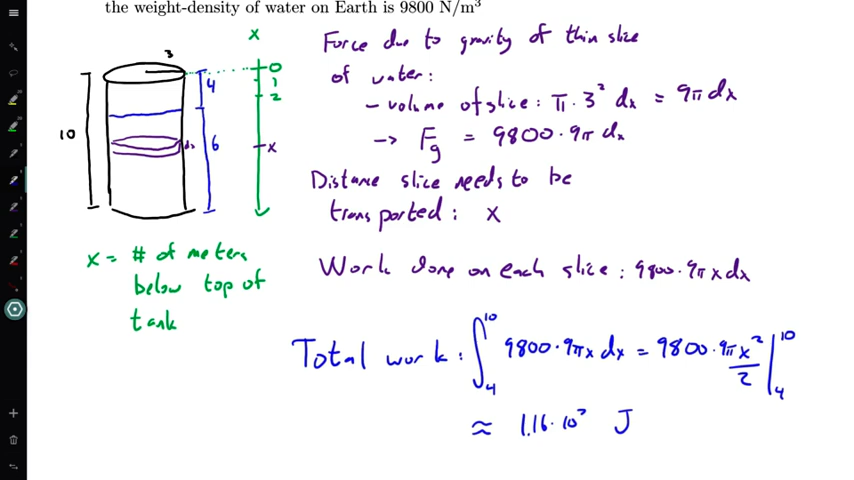 the weight-density of water on Earth is 9800 N/m³
x
3
0
1
2
4
10
6
dx
x
Force due to gravity of thin slice
of water:
- volume of slice: π·3² dx = 9π dx
→ Fg = 9800·9π dx
Distance slice needs to be
transported: x
x = # of meters
below top of
tank
Work done on each slice: 9800·9π x dx
Total work: ∫₄¹⁰ 9800·9πx dx = 9800·9π x²/2 |₄¹⁰
≈ 1.16·10⁷ J